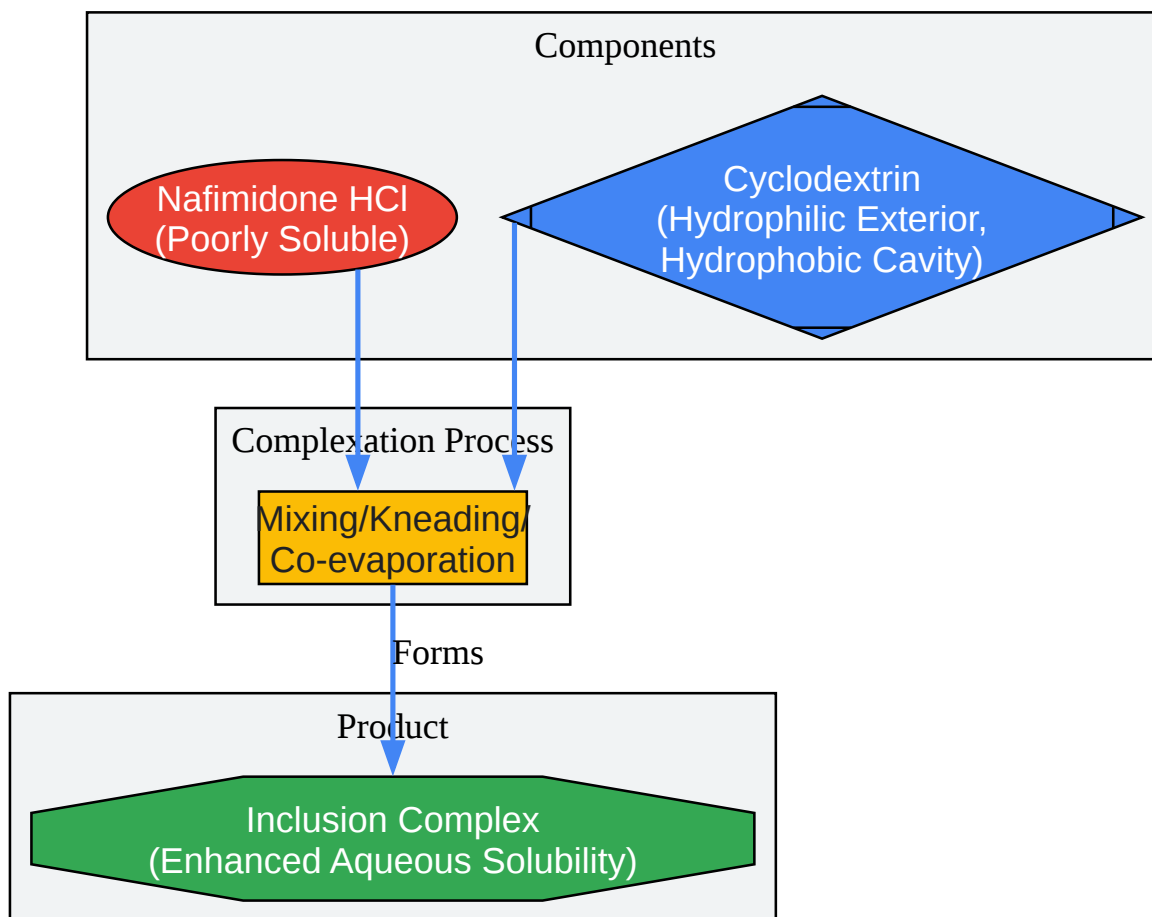 Components
Nafimidone HCl
(Poorly Soluble)
Cyclodextrin
(Hydrophilic Exterior,
Hydrophobic Cavity)
Complexation Process
Mixing/Kneading/
Co-evaporation
Forms
Product
Inclusion Complex
(Enhanced Aqueous Solubility)